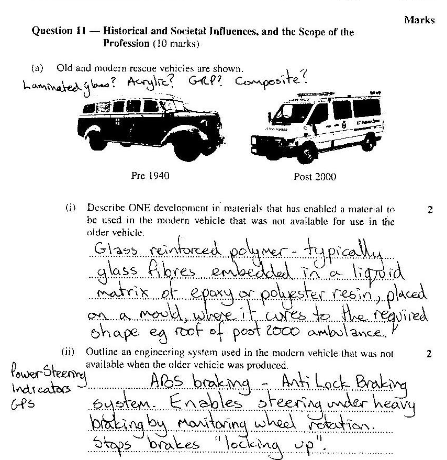 Marks
Question 11 — Historical and Societal Influences, and the Scope of the
Profession (10 marks)
(a) Old and modern rescue vehicles are shown.
Laminated glass? Acrylic? GRP? Composite?
Pre 1940 Post 2000
(i) Describe ONE development in materials that has enabled a material to 2
be used in the modern vehicle that was not available for use in the
older vehicle.
Glass reinforced polymer - typically
glass fibres embedded in a liquid
matrix of epoxy or polyester resin, placed
on a mould, where it cures to the required
shape eg roof of post 2000 ambulance.
(ii) Outline an engineering system used in the modern vehicle that was not 2
available when the older vehicle was produced.
Power Steering
Indicators
GPS
ABS braking - Anti Lock Braking
system. Enables steering under heavy
braking by monitoring wheel rotation.
Stops brakes "locking up".